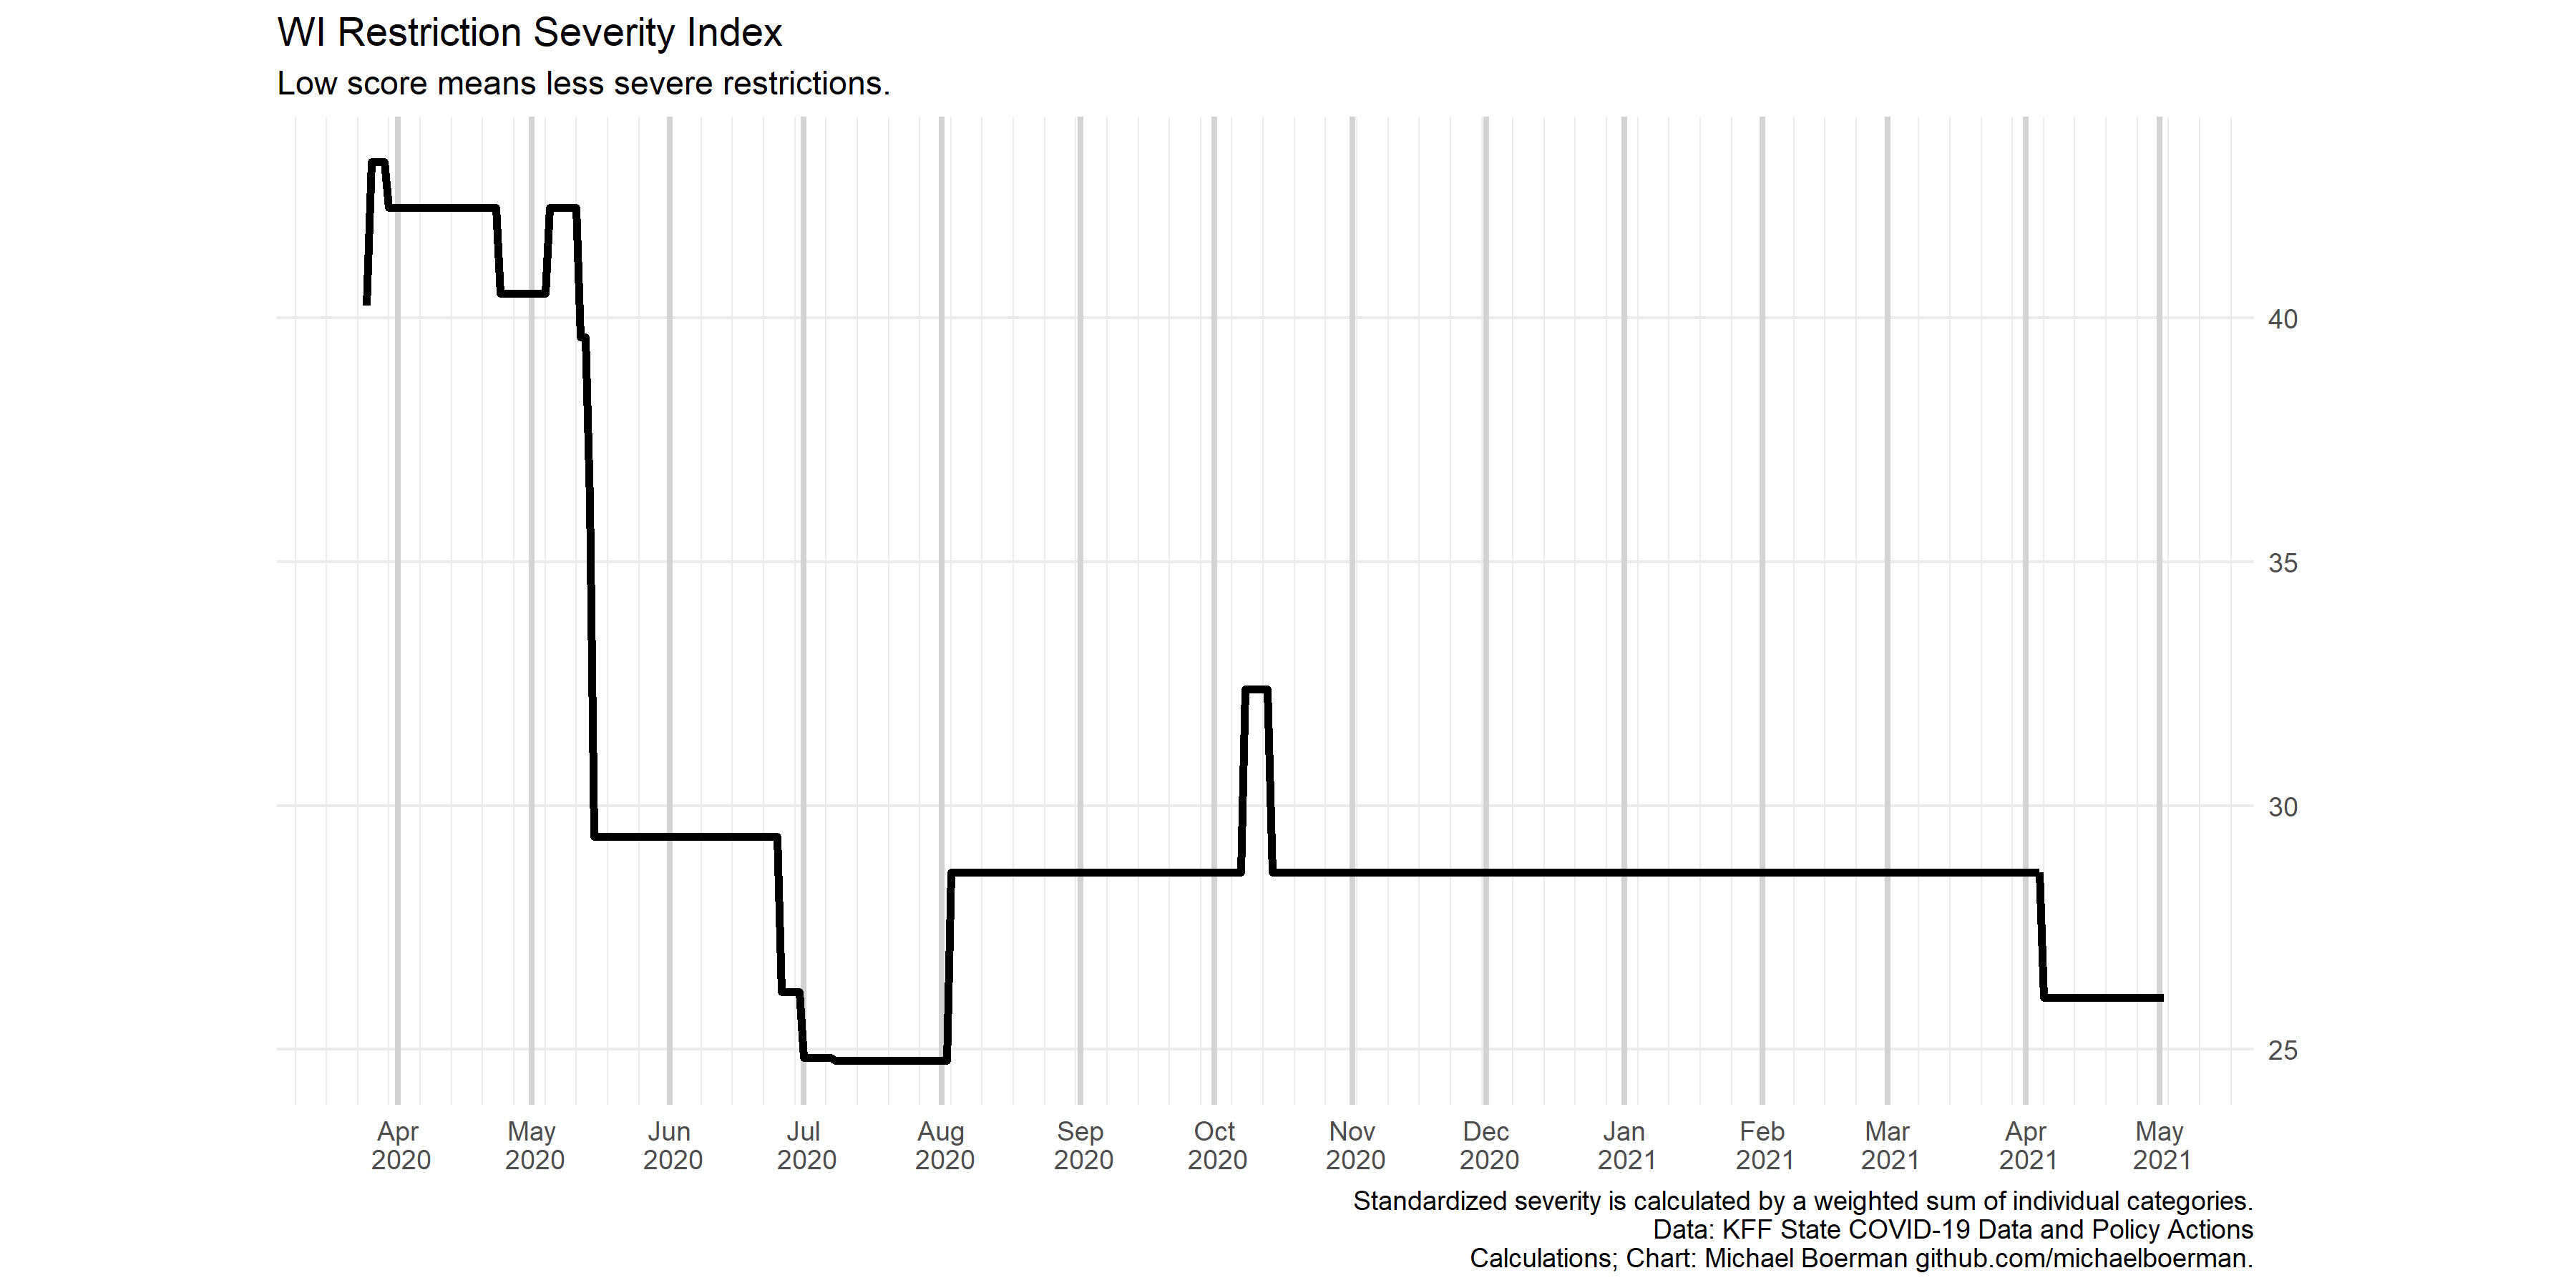 WI Restriction Severity Index
Low score means less severe restrictions.
40
35
30
25
Apr May Jun Jul Aug Sep Oct Nov Dec Jan Feb Mar Apr May
2020 2020 2020 2020 2020 2020 2020 2020 2020 2021 2021 2021 2021 2021
Standardized severity is calculated by a weighted sum of individual categories.
Data: KFF State COVID-19 Data and Policy Actions
Calculations; Chart: Michael Boerman github.com/michaelboerman.